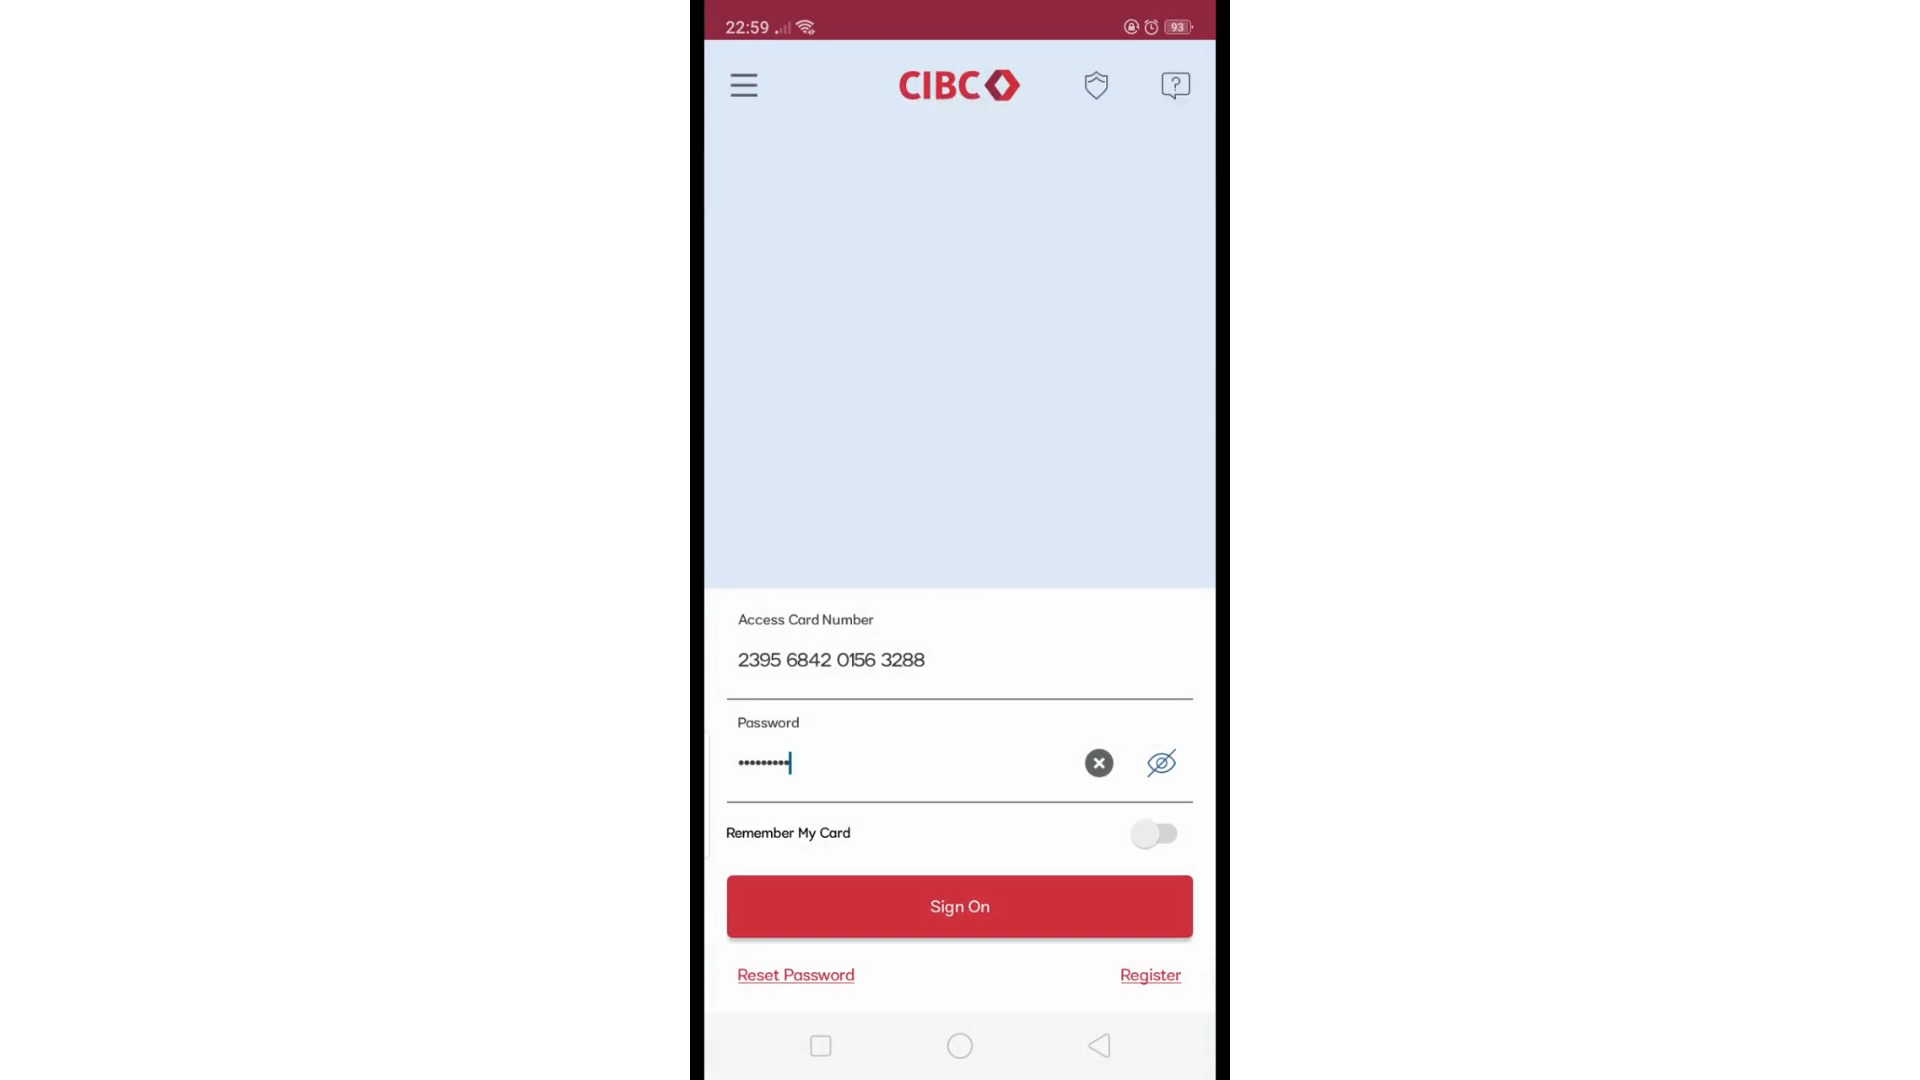 22:59
93
CIBC
Access Card Number
2395 6842 0156 3288
Password
•••••••••
Remember My Card
Sign On
Reset Password
Register